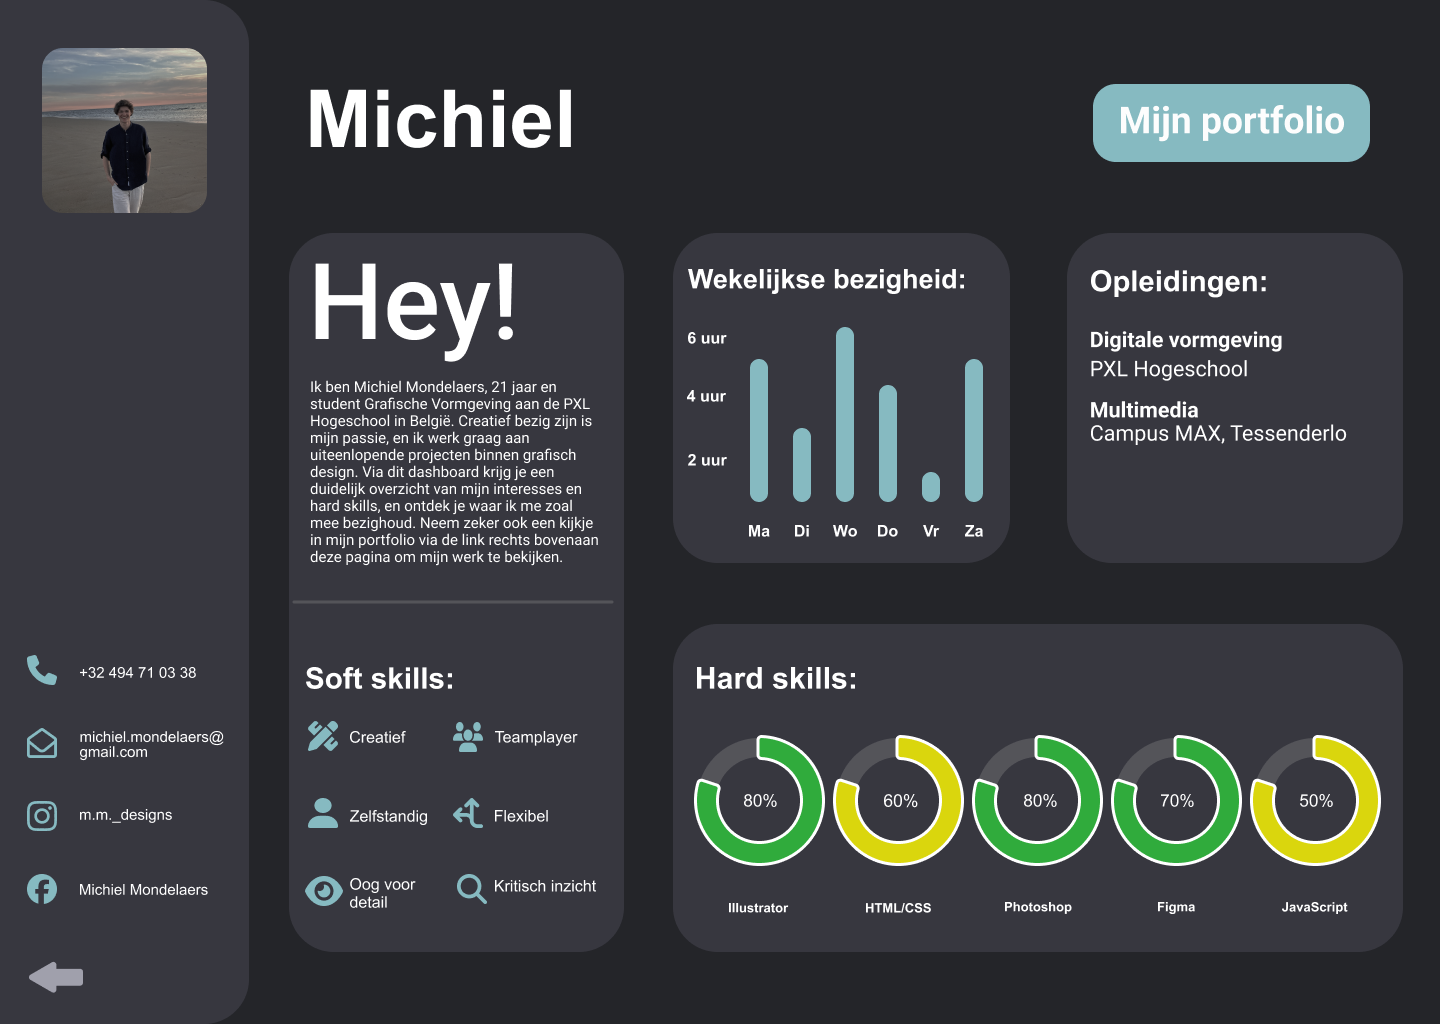 Michiel
Mijn portfolio
Hey!
Ik ben Michiel Mondelaers, 21 jaar en
student Grafische Vormgeving aan de PXL
Hogeschool in België. Creatief bezig zijn is
mijn passie, en ik werk graag aan
uiteenlopende projecten binnen grafisch
design. Via dit dashboard krijg je een
duidelijk overzicht van mijn interesses en
hard skills, en ontdek je waar ik me zoal
mee bezighoud. Neem zeker ook een kijkje
in mijn portfolio via de link rechts bovenaan
deze pagina om mijn werk te bekijken.
Wekelijkse bezigheid:
6 uur
4 uur
2 uur
Ma Di Wo Do Vr Za
Opleidingen:
Digitale vormgeving
PXL Hogeschool
Multimedia
Campus MAX, Tessenderlo
+32 494 71 03 38
michiel.mondelaers@
gmail.com
m.m._designs
Michiel Mondelaers
Soft skills:
Creatief
Teamplayer
Zelfstandig
Flexibel
Oog voor
detail
Kritisch inzicht
Hard skills:
80% 60% 80% 70% 50%
Illustrator HTML/CSS Photoshop Figma JavaScript